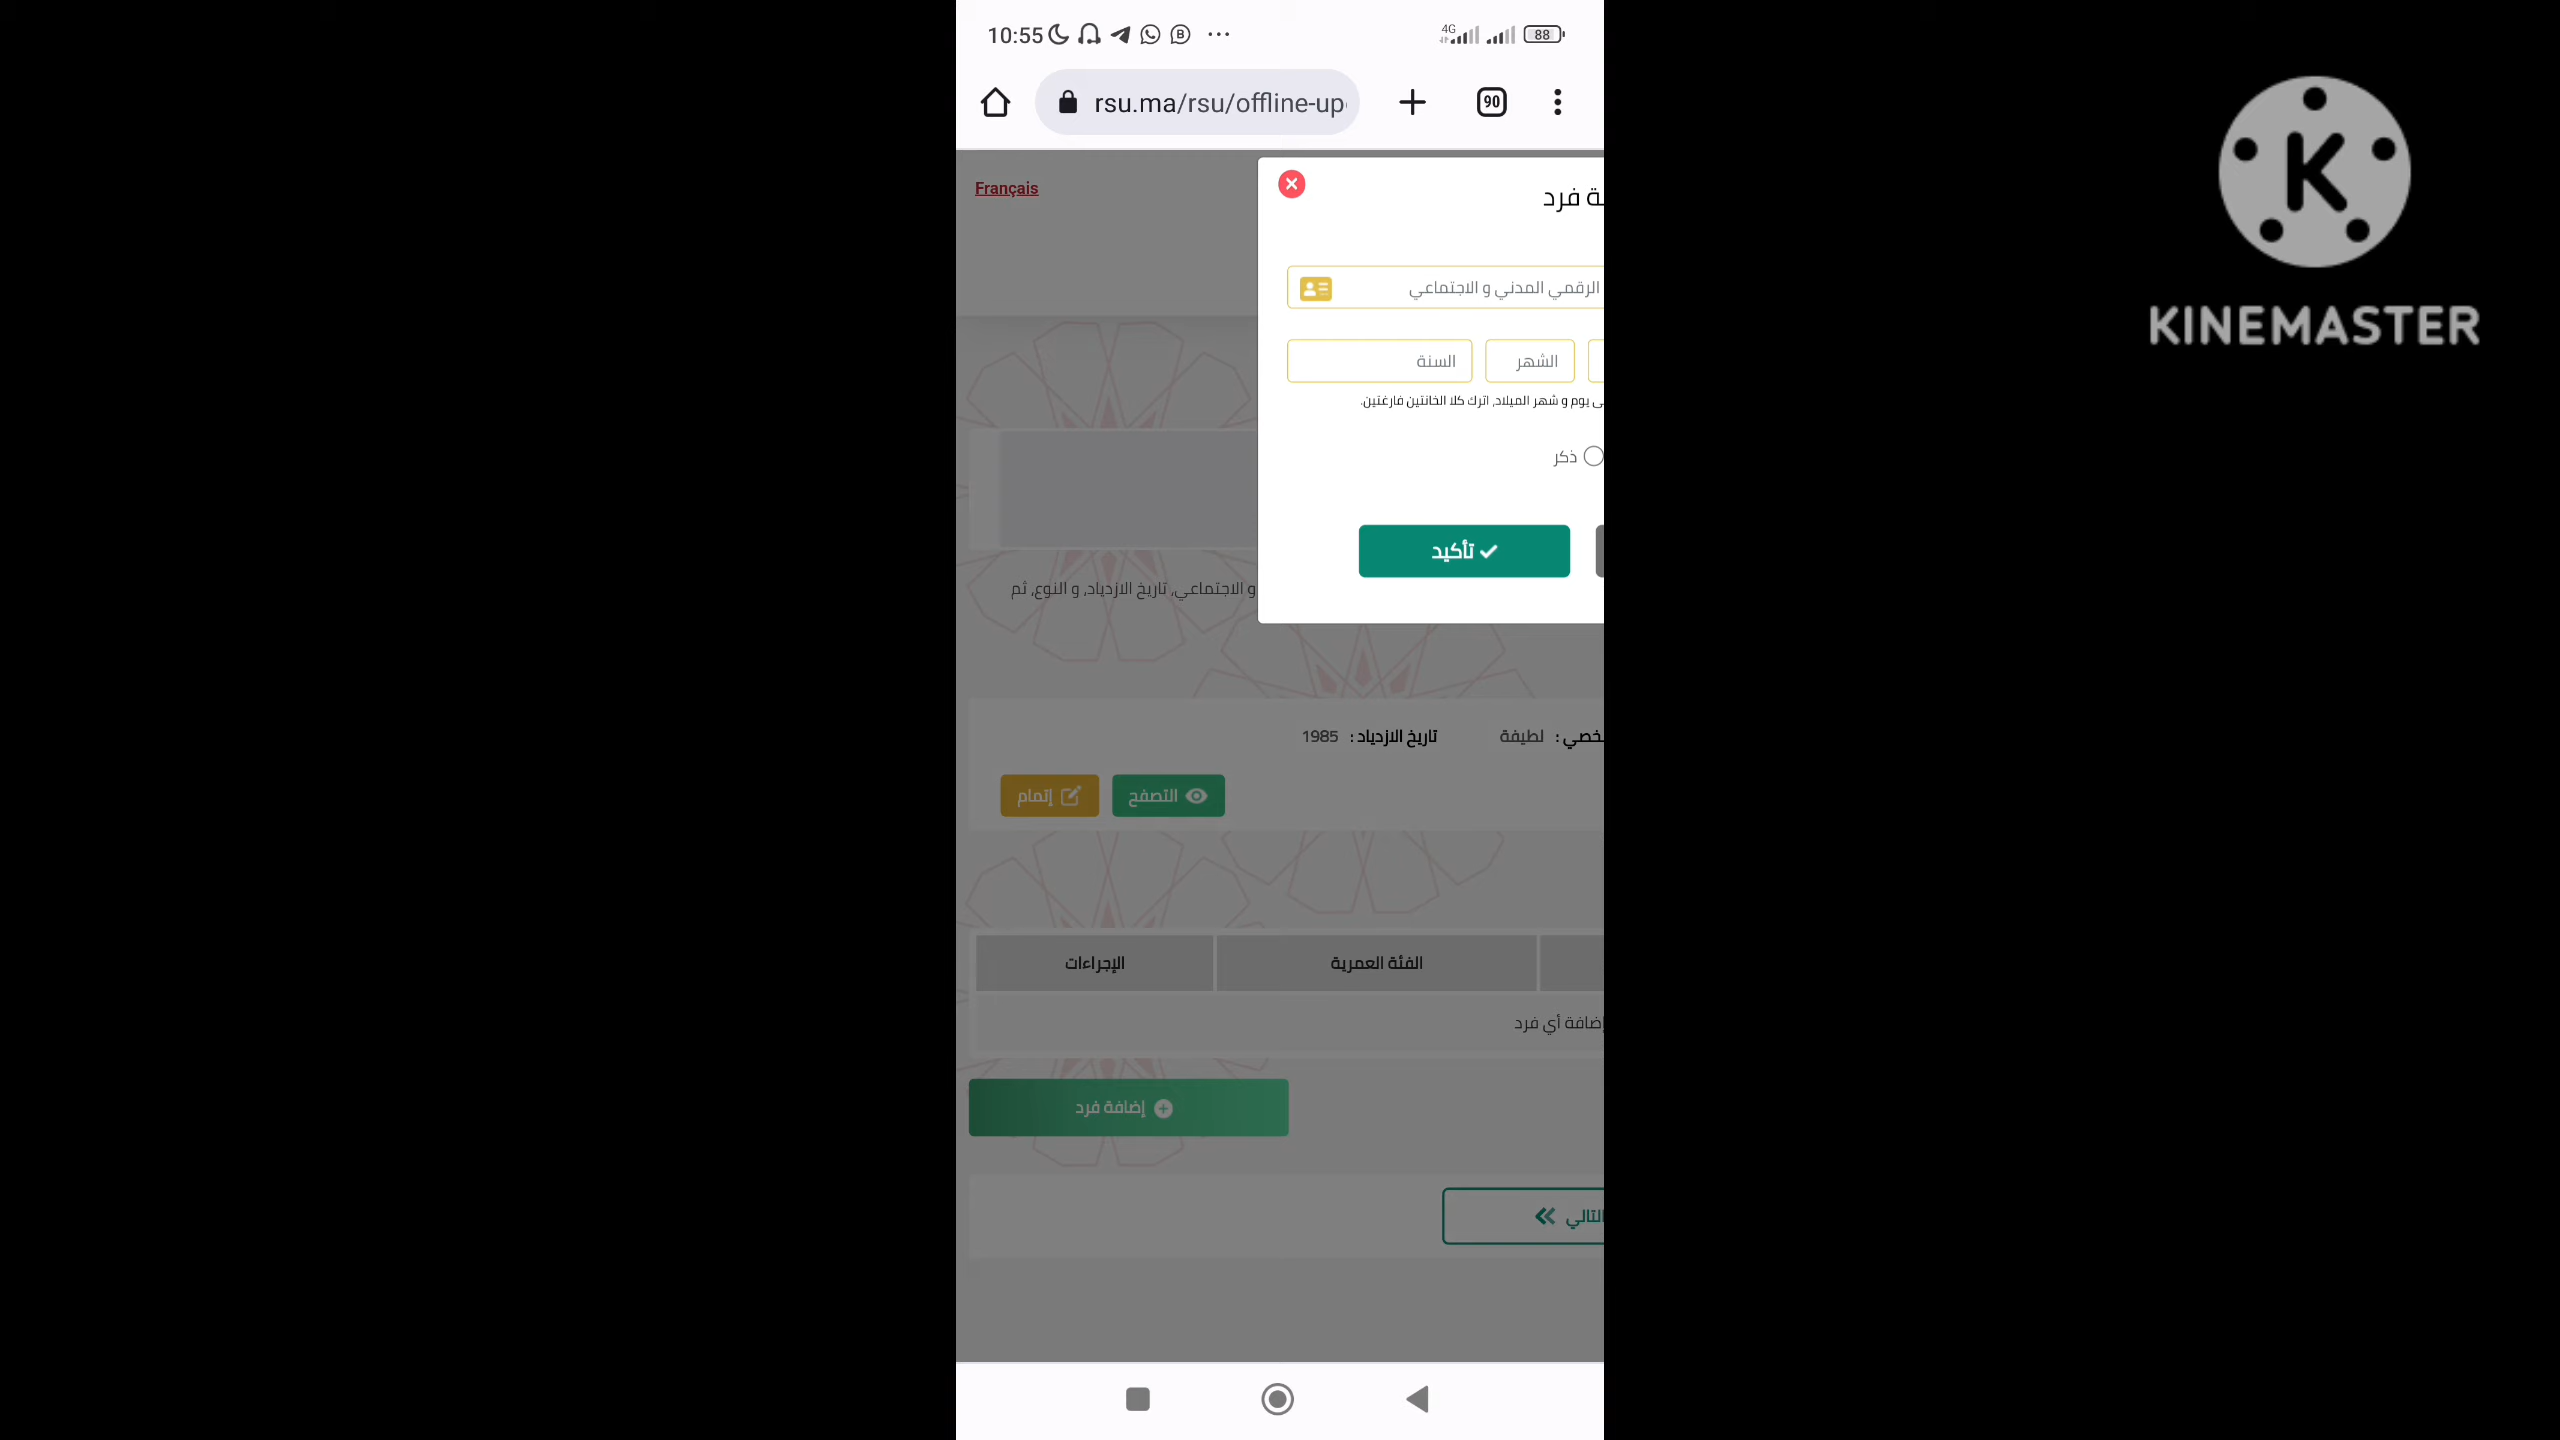 10:55
4G
88
rsu.ma/rsu/offline-up
90
Français
ة فرد
الرقمي المدني و الاجتماعي
الشهر
السنة
يوم و شهر الميلاد, اترك كلا الخانتين فارغتين.
ذكر
تأكيد
و الاجتماعي, تاريخ الازدياد, و النوع, ثم
خصي : لطيفة
تاريخ الازدياد : 1985
التصفح
إتمام
الفئة العمرية
الإجراءات
إضافة أي فرد
إضافة فرد
التالي
KINEMASTER